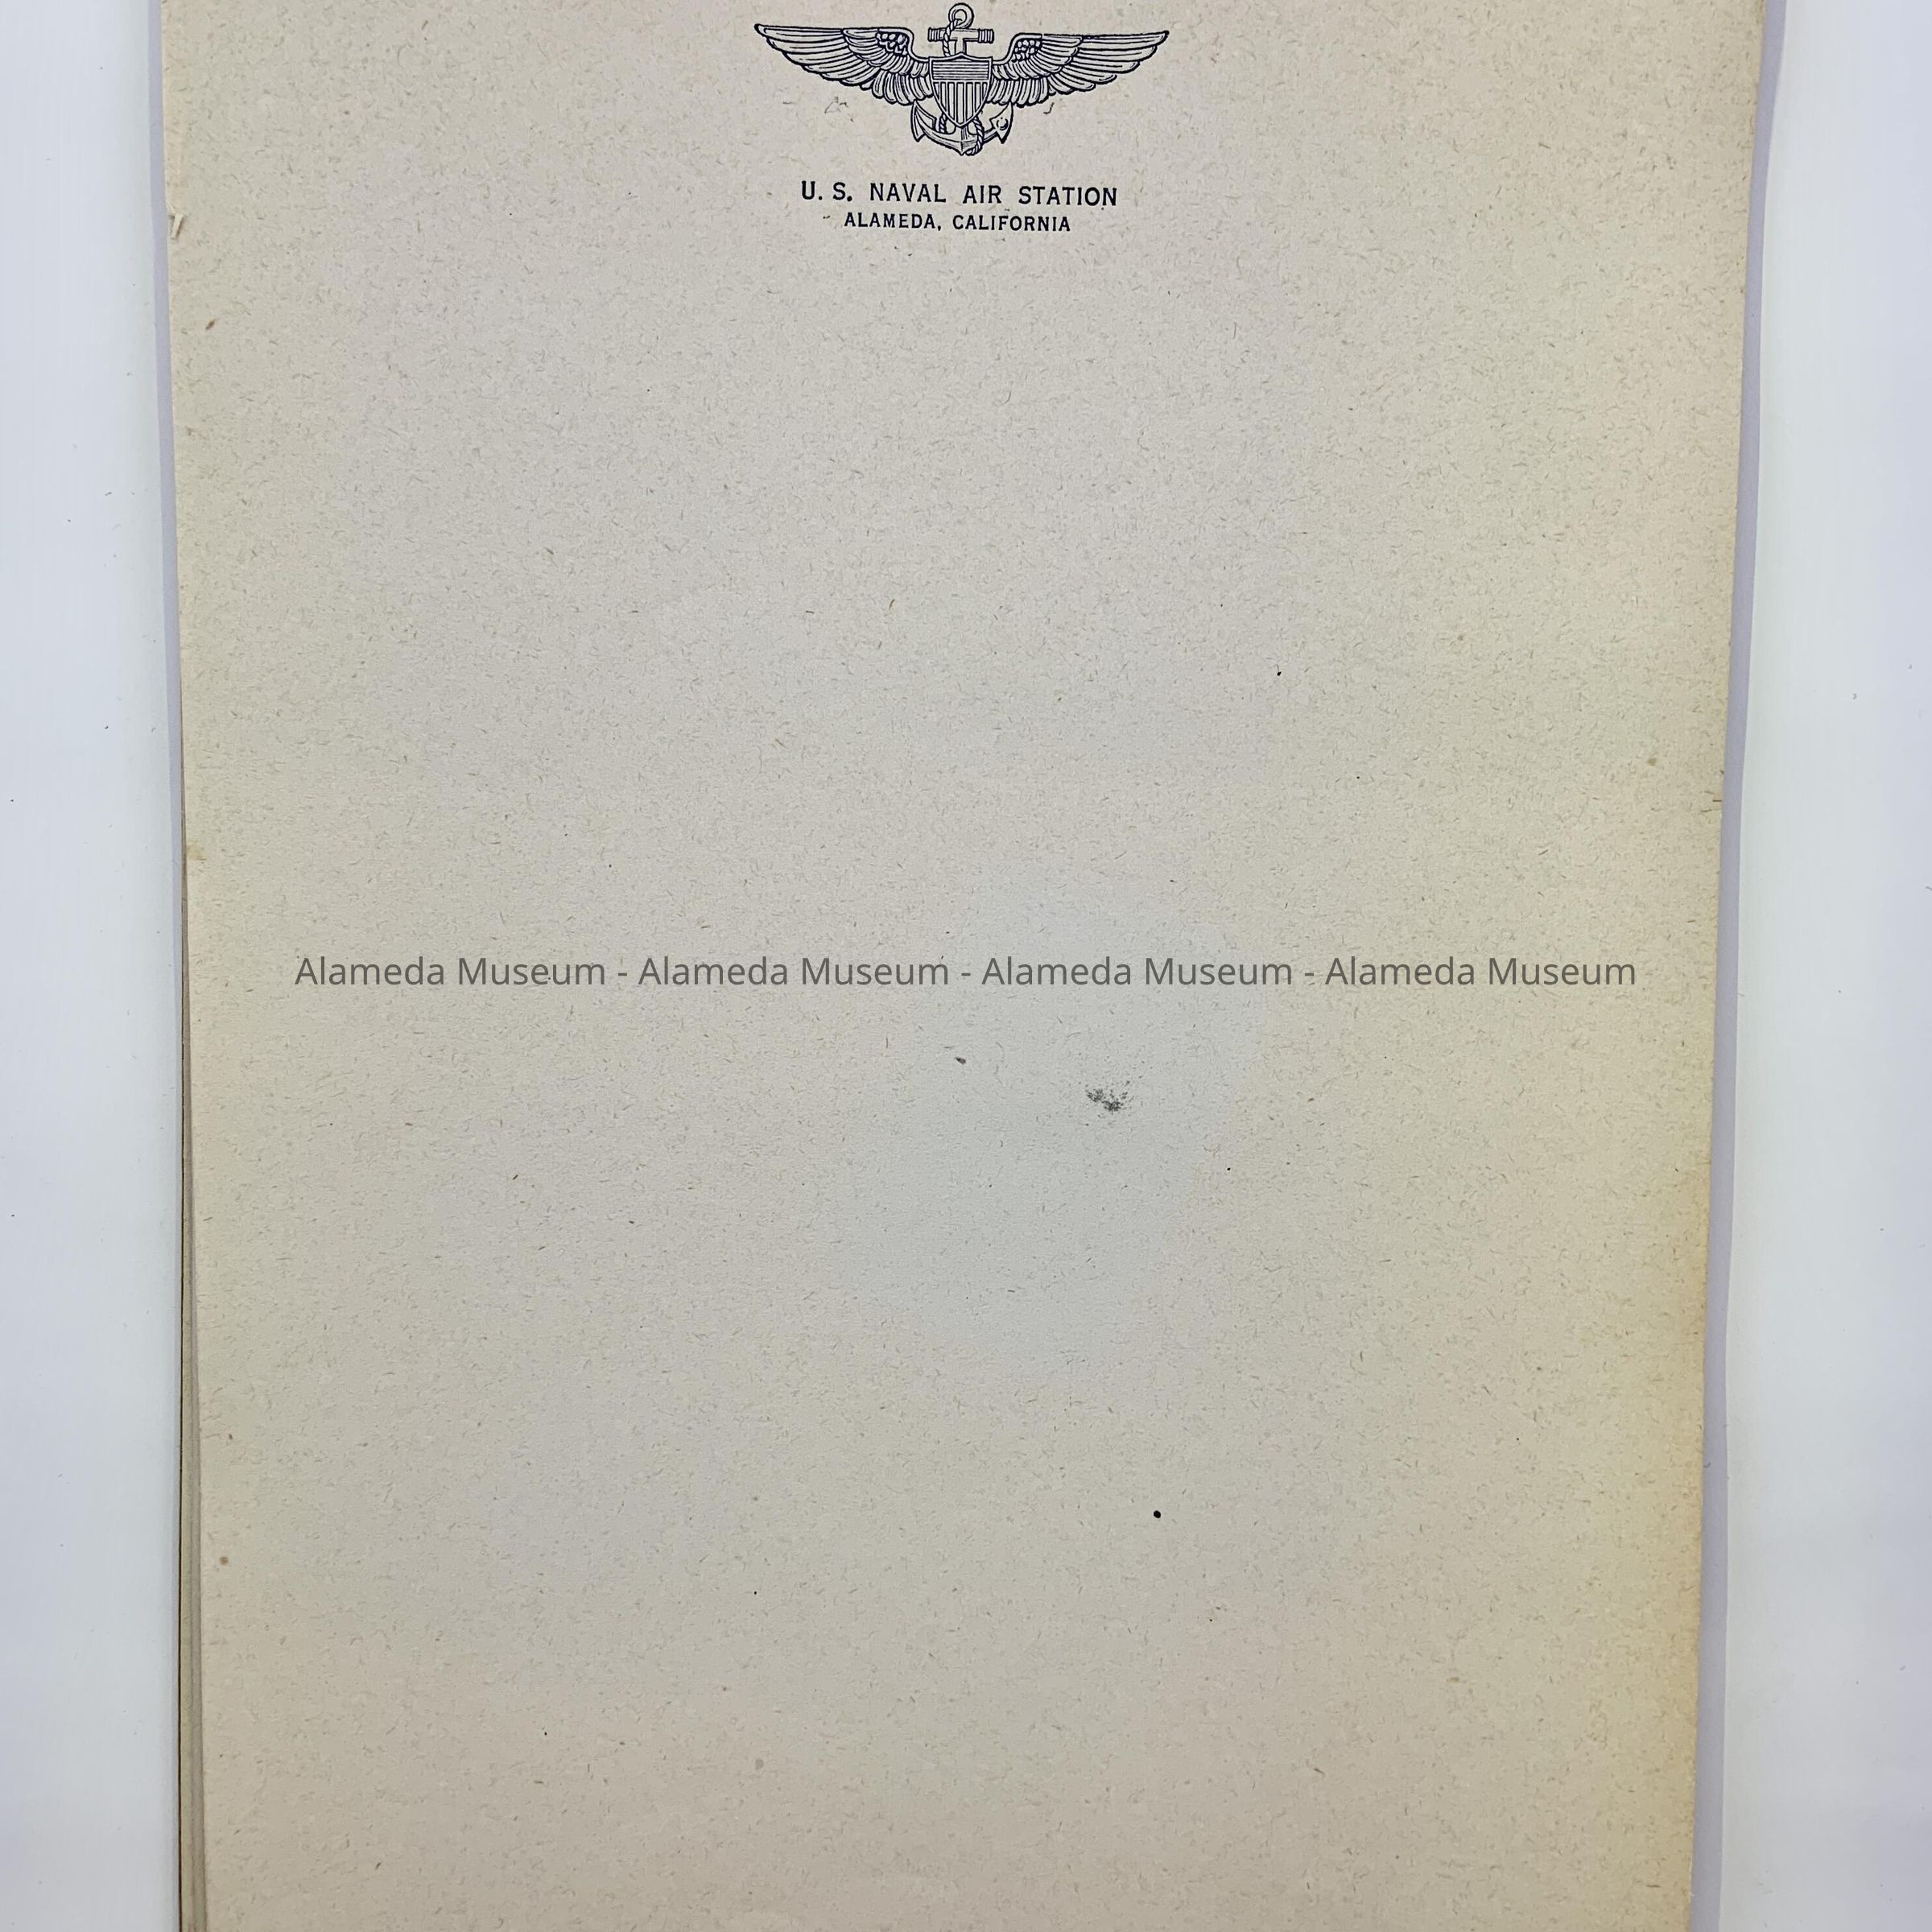 U. S. NAVAL AIR STATION
ALAMEDA, CALIFORNIA
Alameda Museum - Alameda Museum - Alameda Museum - Alameda Museum